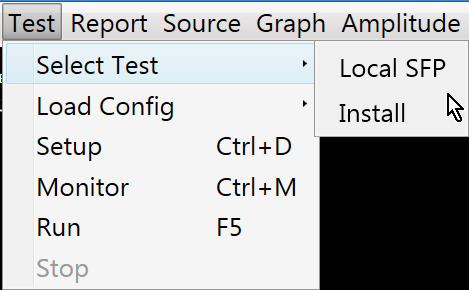 Test Report Source Graph Amplitude
Select Test
Local SFP
Load Config
Install
Setup Ctrl+D
Monitor Ctrl+M
Run F5
Stop